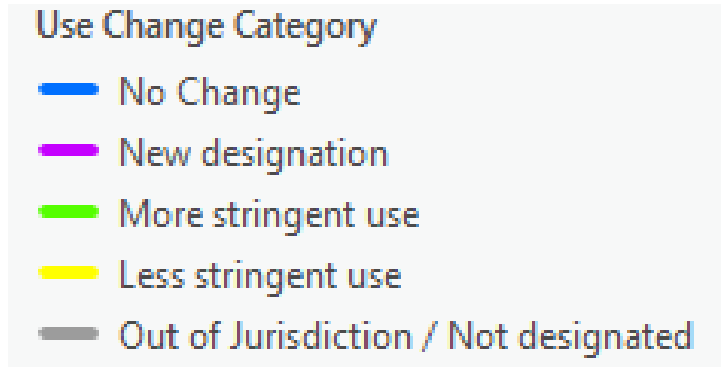 Use Change Category
No Change
New designation
More stringent use
Less stringent use
Out of Jurisdiction / Not designated